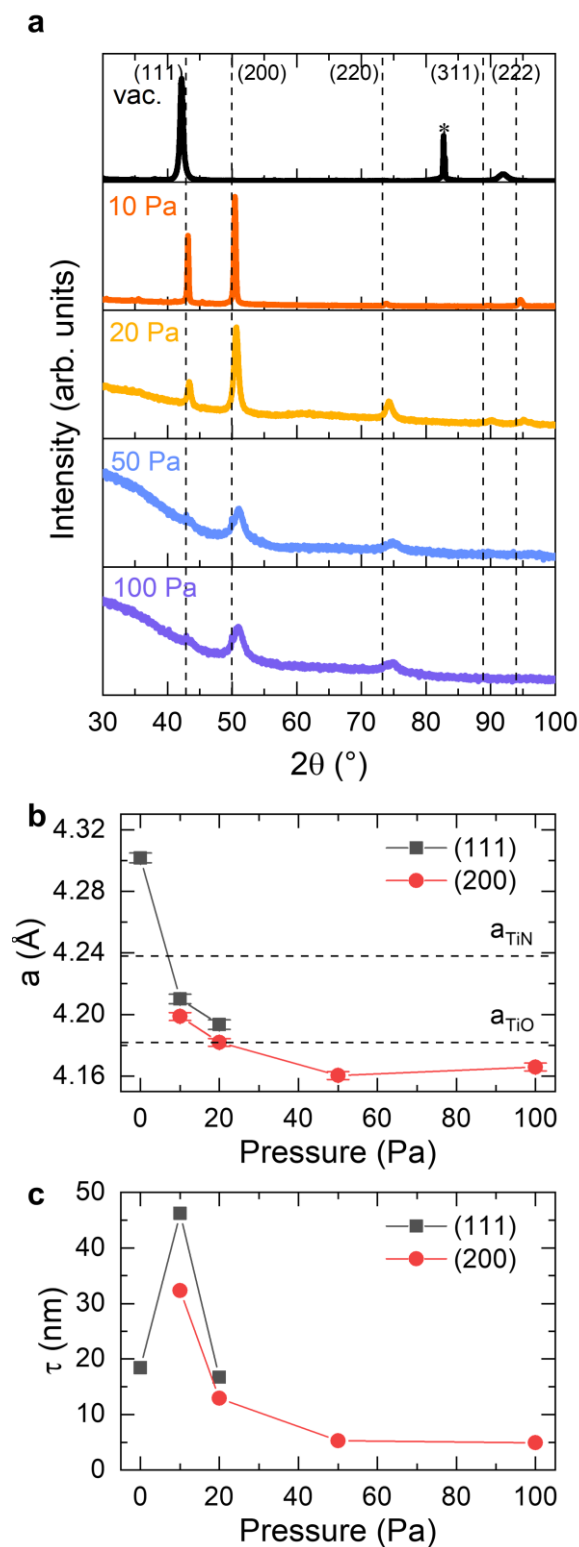 a
(111) (200) (220) (311) (222)
vac.
*
10 Pa
20 Pa
50 Pa
100 Pa
Intensity (arb. units)
30 40 50 60 70 80 90 100
2θ (°)
b
4.32
4.28
4.24
4.20
4.16
a (Å)
(111)
(200)
aTiN
aTiO
0 20 40 60 80 100
Pressure (Pa)
c
50
40
30
20
10
0
τ (nm)
(111)
(200)
0 20 40 60 80 100
Pressure (Pa)